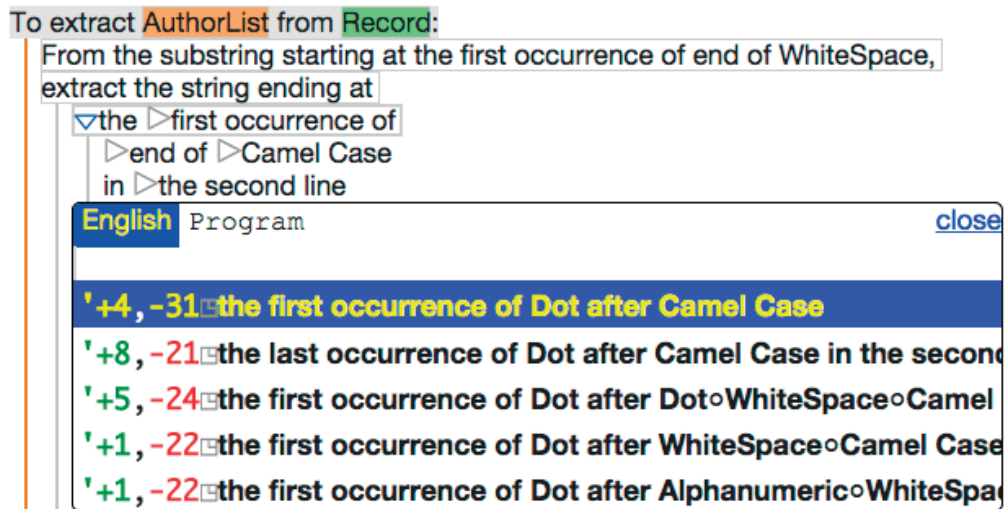 To extract AuthorList from Record:
From the substring starting at the first occurrence of end of WhiteSpace,
extract the string ending at
the first occurrence of
end of Camel Case
in the second line
English Program close
'+4,-31 the first occurrence of Dot after Camel Case
'+8,-21 the last occurrence of Dot after Camel Case in the second
'+5,-24 the first occurrence of Dot after Dot∘WhiteSpace∘Camel
'+1,-22 the first occurrence of Dot after WhiteSpace∘Camel Case
'+1,-22 the first occurrence of Dot after Alphanumeric∘WhiteSpa